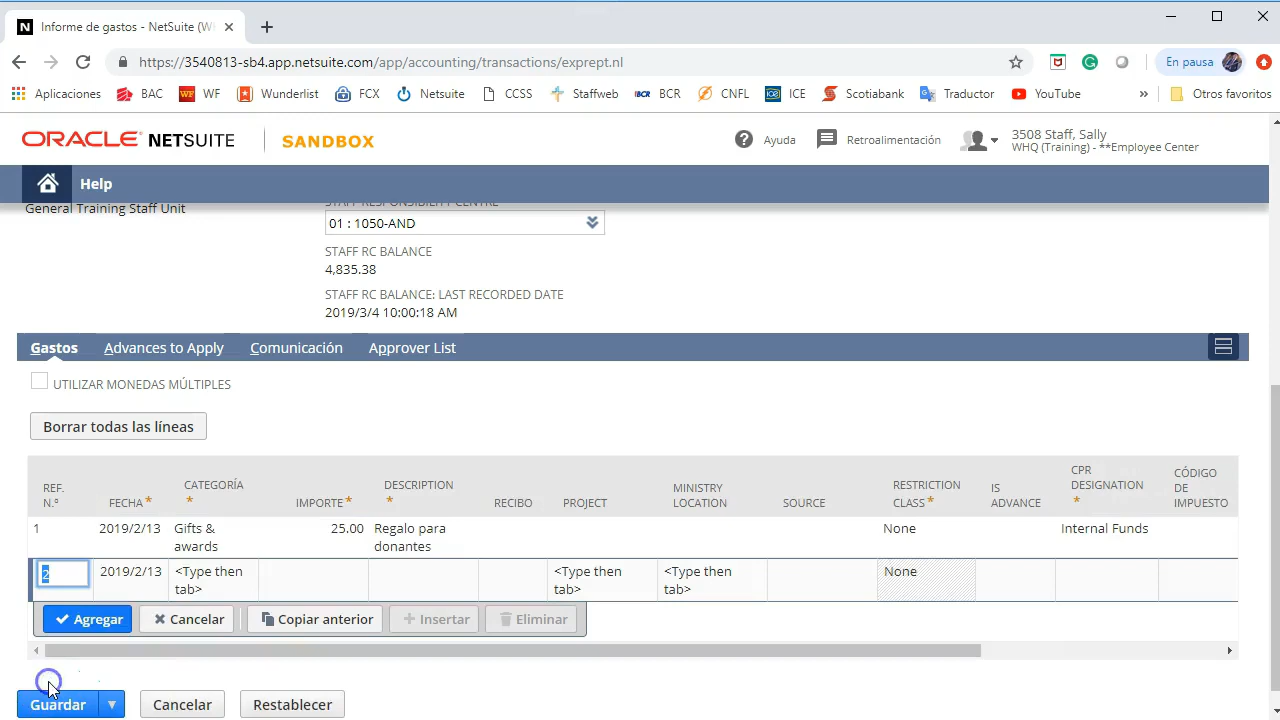 Informe de gastos - NetSuite (WH
https://3540813-sb4.app.netsuite.com/app/accounting/transactions/exprept.nl
En pausa
Aplicaciones BAC WF WF Wunderlist FCX Netsuite CCSS Staffweb BCR BCR CNFL ICE ICE Scotiabank Traductor YouTube » Otros favoritos
ORACLE NETSUITE SANDBOX
Ayuda Retroalimentación
3508 Staff, Sally
WHQ (Training) - **Employee Center
Help
STAFF RESPONSIBILITY CENTRE
General Training Staff Unit
01 : 1050-AND
STAFF RC BALANCE
4,835.38
STAFF RC BALANCE: LAST RECORDED DATE
2019/3/4 10:00:18 AM
Gastos Advances to Apply Comunicación Approver List
UTILIZAR MONEDAS MÚLTIPLES
Borrar todas las líneas
REF. N.º FECHA* CATEGORÍA * IMPORTE* DESCRIPTION * RECIBO PROJECT MINISTRY LOCATION SOURCE RESTRICTION CLASS* IS ADVANCE CPR DESIGNATION * CÓDIGO DE IMPUESTO
1 2019/2/13 Gifts & awards 25.00 Regalo para donantes None Internal Funds
2 2019/2/13 <Type then tab> <Type then tab> <Type then tab> None
Agregar Cancelar Copiar anterior Insertar Eliminar
Guardar Cancelar Restablecer